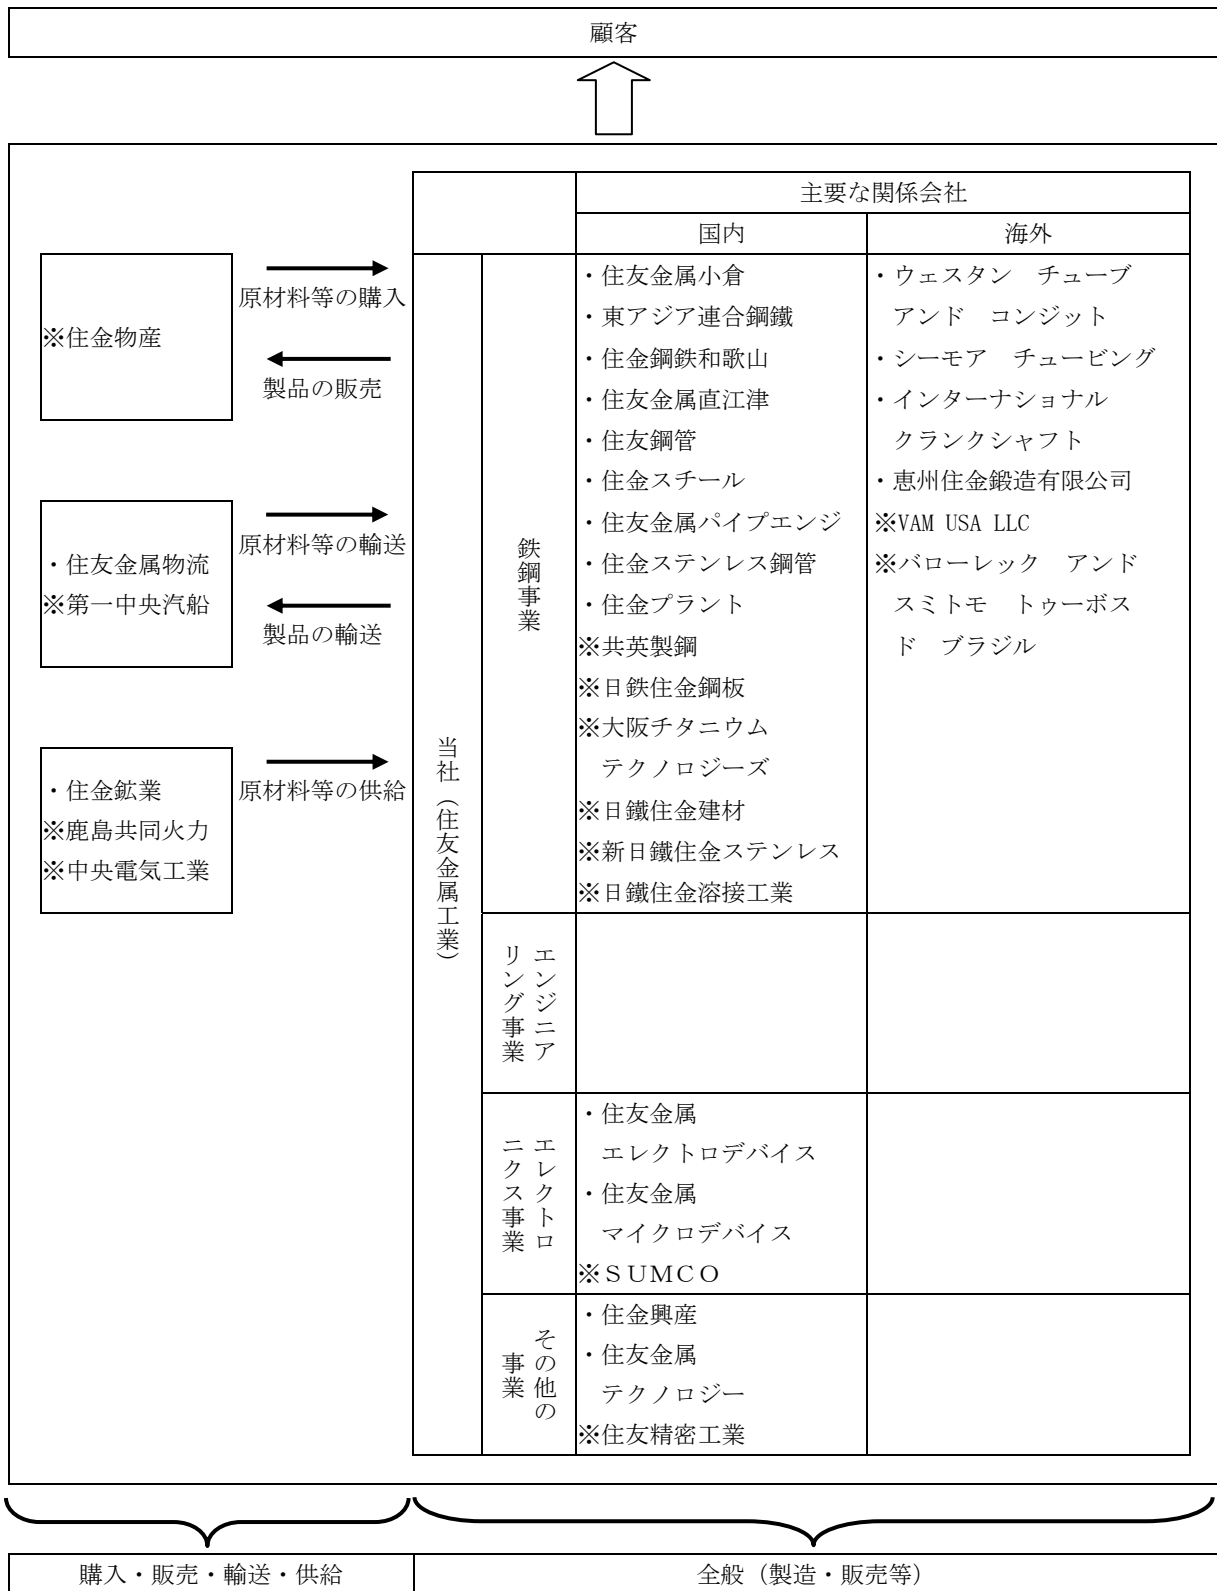 顧客
主要な関係会社
国内
海外
※住金物産
原材料等の購入
製品の販売
・住友金属物流
※第一中央汽船
原材料等の輸送
製品の輸送
・住金鉱業
※鹿島共同火力
※中央電気工業
原材料等の供給
当社（住友金属工業）
鉄鋼事業
・住友金属小倉
・東アジア連合鋼鐵
・住金鋼鉄和歌山
・住友金属直江津
・住友鋼管
・住金スチール
・住友金属パイプエンジ
・住金ステンレス鋼管
・住金プラント
※共英製鋼
※日鉄住金鋼板
※大阪チタニウム
テクノロジーズ
※日鐵住金建材
※新日鐵住金ステンレス
※日鐵住金溶接工業
・ウェスタン　チューブ
アンド　コンジット
・シーモア　チュービング
・インターナショナル
クランクシャフト
・恵州住金鍛造有限公司
※VAM USA LLC
※バローレック　アンド
スミトモ　トゥーボス
ド　ブラジル
エンジニア
リング事業
エレクトロ
ニクス事業
・住友金属
エレクトロデバイス
・住友金属
マイクロデバイス
※ＳＵＭＣＯ
その他の
事業
・住金興産
・住友金属
テクノロジー
※住友精密工業
購入・販売・輸送・供給
全般（製造・販売等）